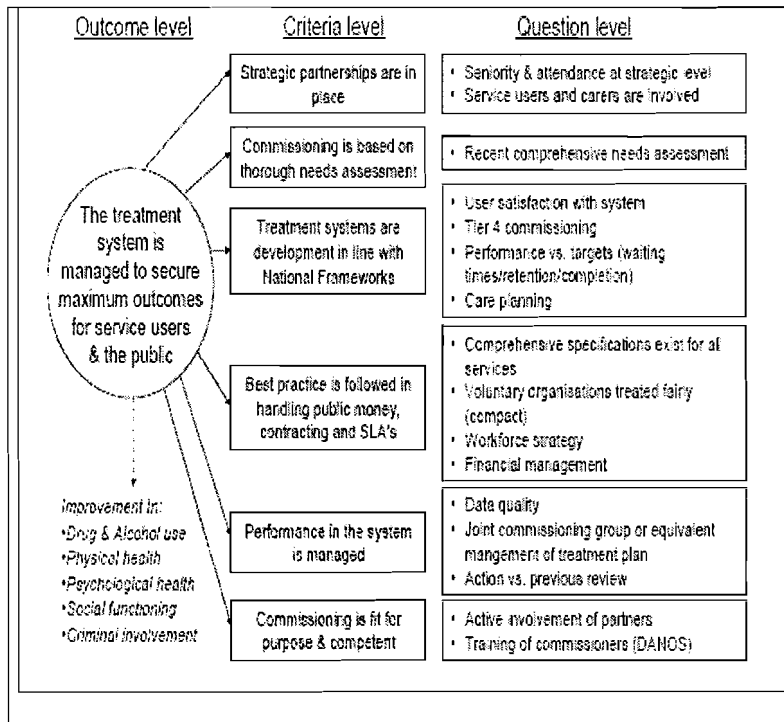 Outcome level
Criteria level
Question level
The treatment
system is
managed to secure
maximum outcomes
for service users
& the public
Improvement in:
•Drug & Alcohol use
•Physical health
•Psychological health
•Social functioning
•Criminal involvement
Strategic partnerships are in
place
• Seniority & attendance at strategic level
• Service users and carers are involved
Commissioning is based on
thorough needs assessment
• Recent comprehensive needs assessment
Treatment systems are
development in line with
National Frameworks
• User satisfaction with system
• Tier 4 commissioning
• Performance vs. targets (waiting
times/retention/completion)
• Care planning
Best practice is followed in
handling public money,
contracting and SLA's
• Comprehensive specifications exist for all
services
• Voluntary organisations treated fairly
(compact)
• Workforce strategy
• Financial management
Performance in the system
is managed
• Data quality
• Joint commissioning group or equivalent
mangement of treatment plan
• Action vs. previous review
Commissioning is fit for
purpose & competent
• Active involvement of partners
• Training of commissioners (DANOS)